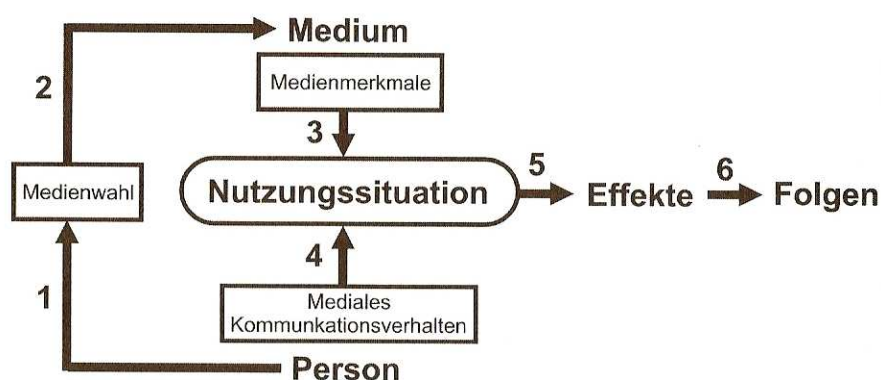 Medium
2
Medienmerkmale
3
Medienwahl
Nutzungssituation
5
Effekte
6
Folgen
4
1
Mediales
Kommunkationsverhalten
Person